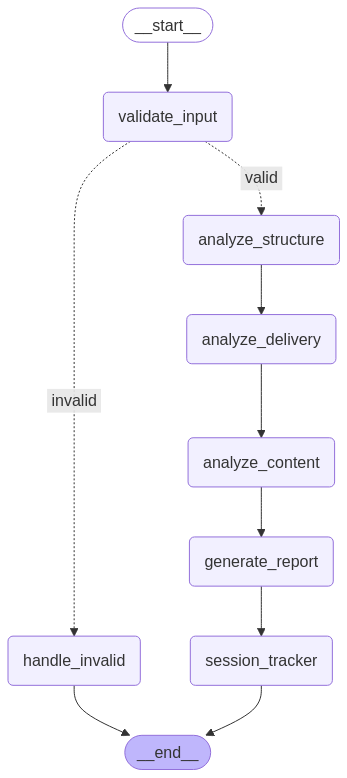 __start__
validate_input
valid
analyze_structure
analyze_delivery
invalid
analyze_content
generate_report
handle_invalid
session_tracker
__end__